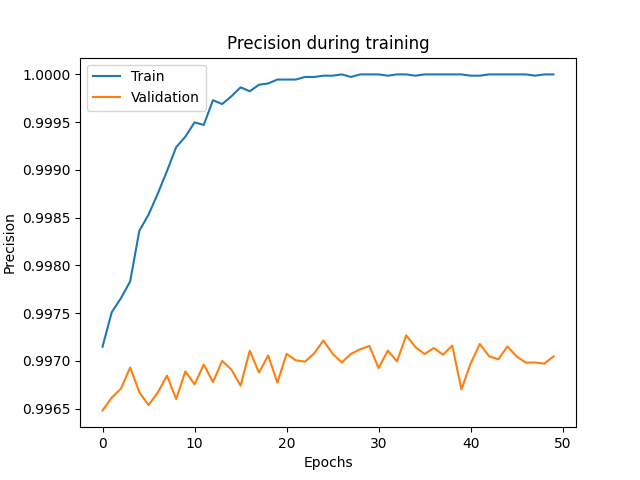 Precision during training
Train
Validation
Precision
1.0000
0.9995
0.9990
0.9985
0.9980
0.9975
0.9970
0.9965
0 10 20 30 40 50
Epochs